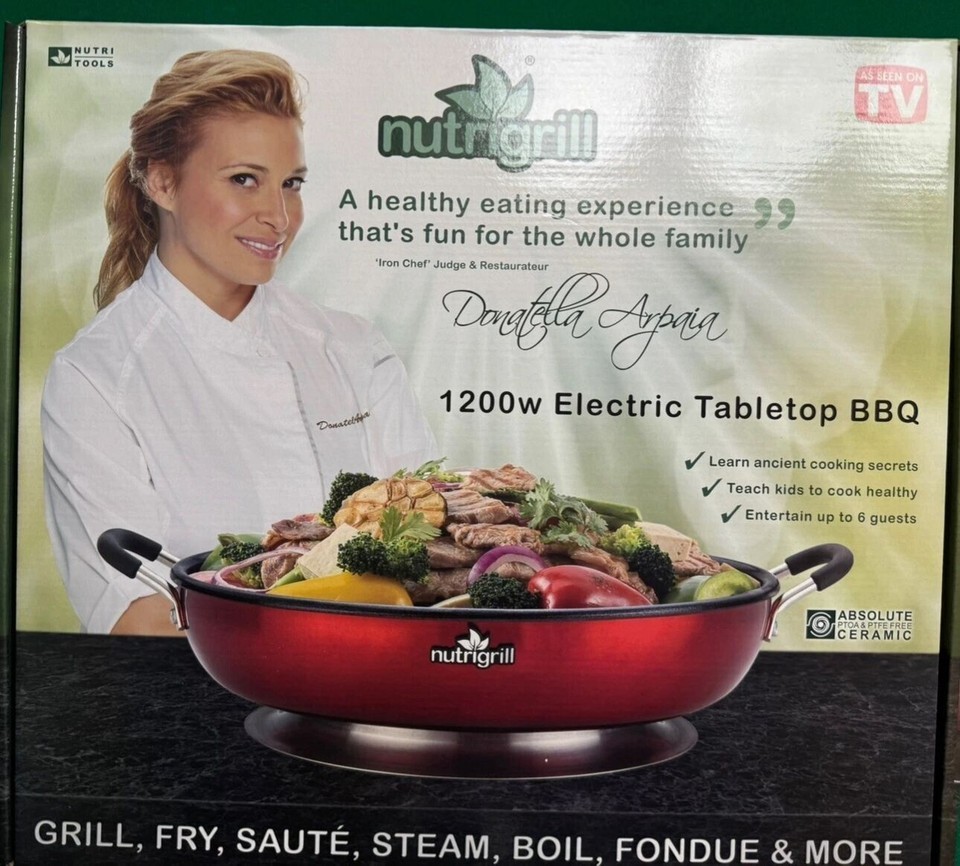 NUTRI
TOOLS
nutrigrill®
AS SEEN ON
TV
A healthy eating experience
that's fun for the whole family”
‘Iron Chef’ Judge & Restaurateur
Donatella Arpaia
1200w Electric Tabletop BBQ
Donatella Arpaia
✓ Learn ancient cooking secrets
✓ Teach kids to cook healthy
✓ Entertain up to 6 guests
ABSOLUTE
PTOA & PTFE FREE
CERAMIC
nutrigrill
GRILL, FRY, SAUTÉ, STEAM, BOIL, FONDUE & MORE